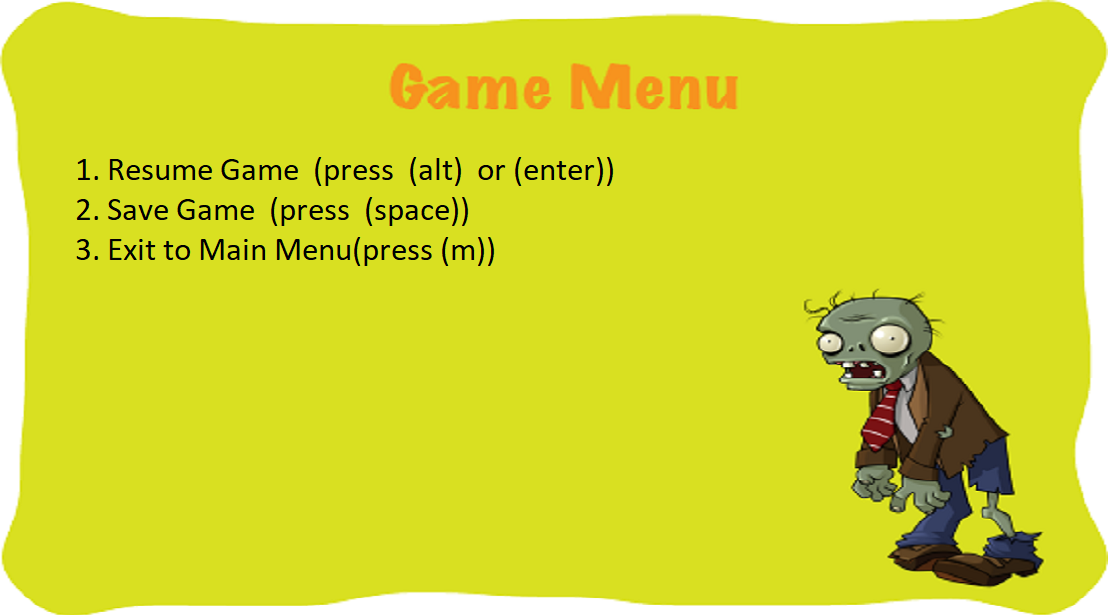 Game Menu
1. Resume Game  (press  (alt)  or (enter))
2. Save Game  (press  (space))
3. Exit to Main Menu(press (m))